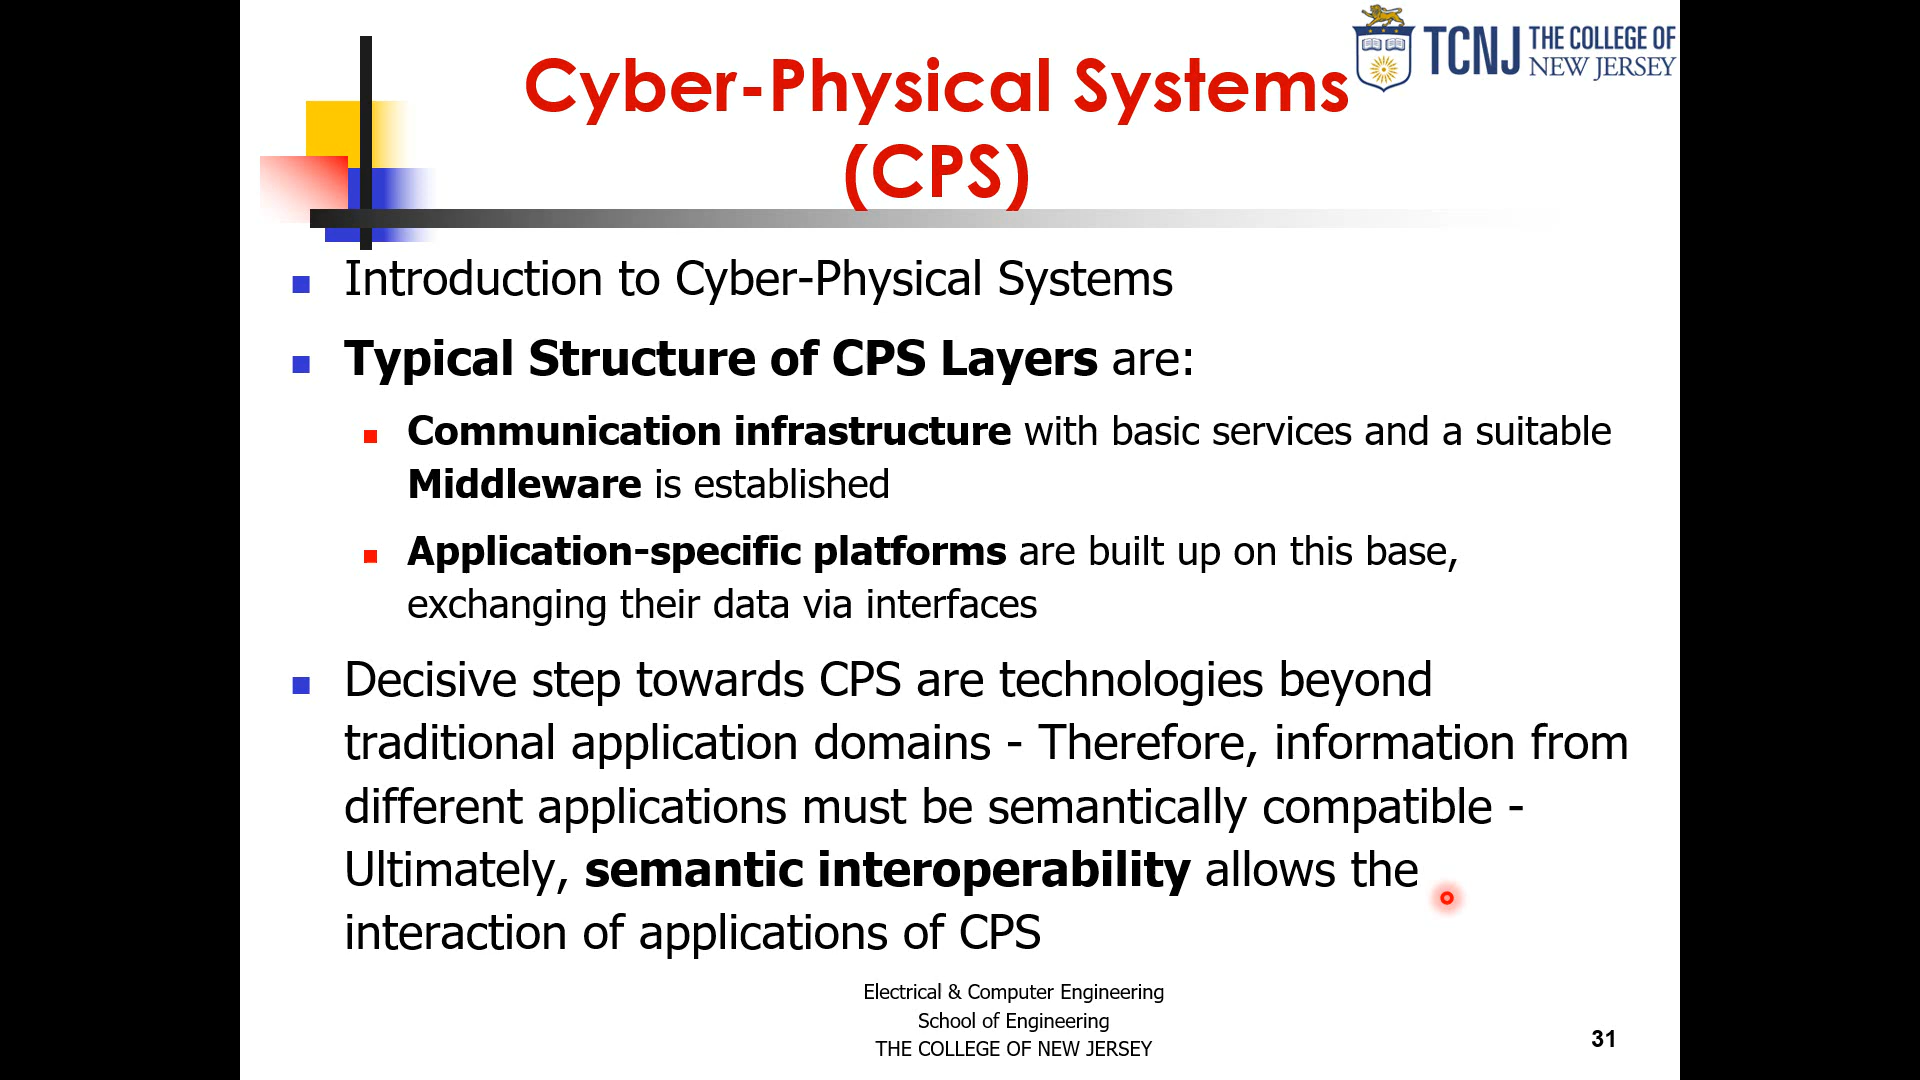 TCNJ THE COLLEGE OF
NEW JERSEY
Cyber-Physical Systems
(CPS)
Introduction to Cyber-Physical Systems
Typical Structure of CPS Layers are:
Communication infrastructure with basic services and a suitable
Middleware is established
Application-specific platforms are built up on this base,
exchanging their data via interfaces
Decisive step towards CPS are technologies beyond
traditional application domains - Therefore, information from
different applications must be semantically compatible -
Ultimately, semantic interoperability allows the
interaction of applications of CPS
Electrical & Computer Engineering
School of Engineering
THE COLLEGE OF NEW JERSEY
31